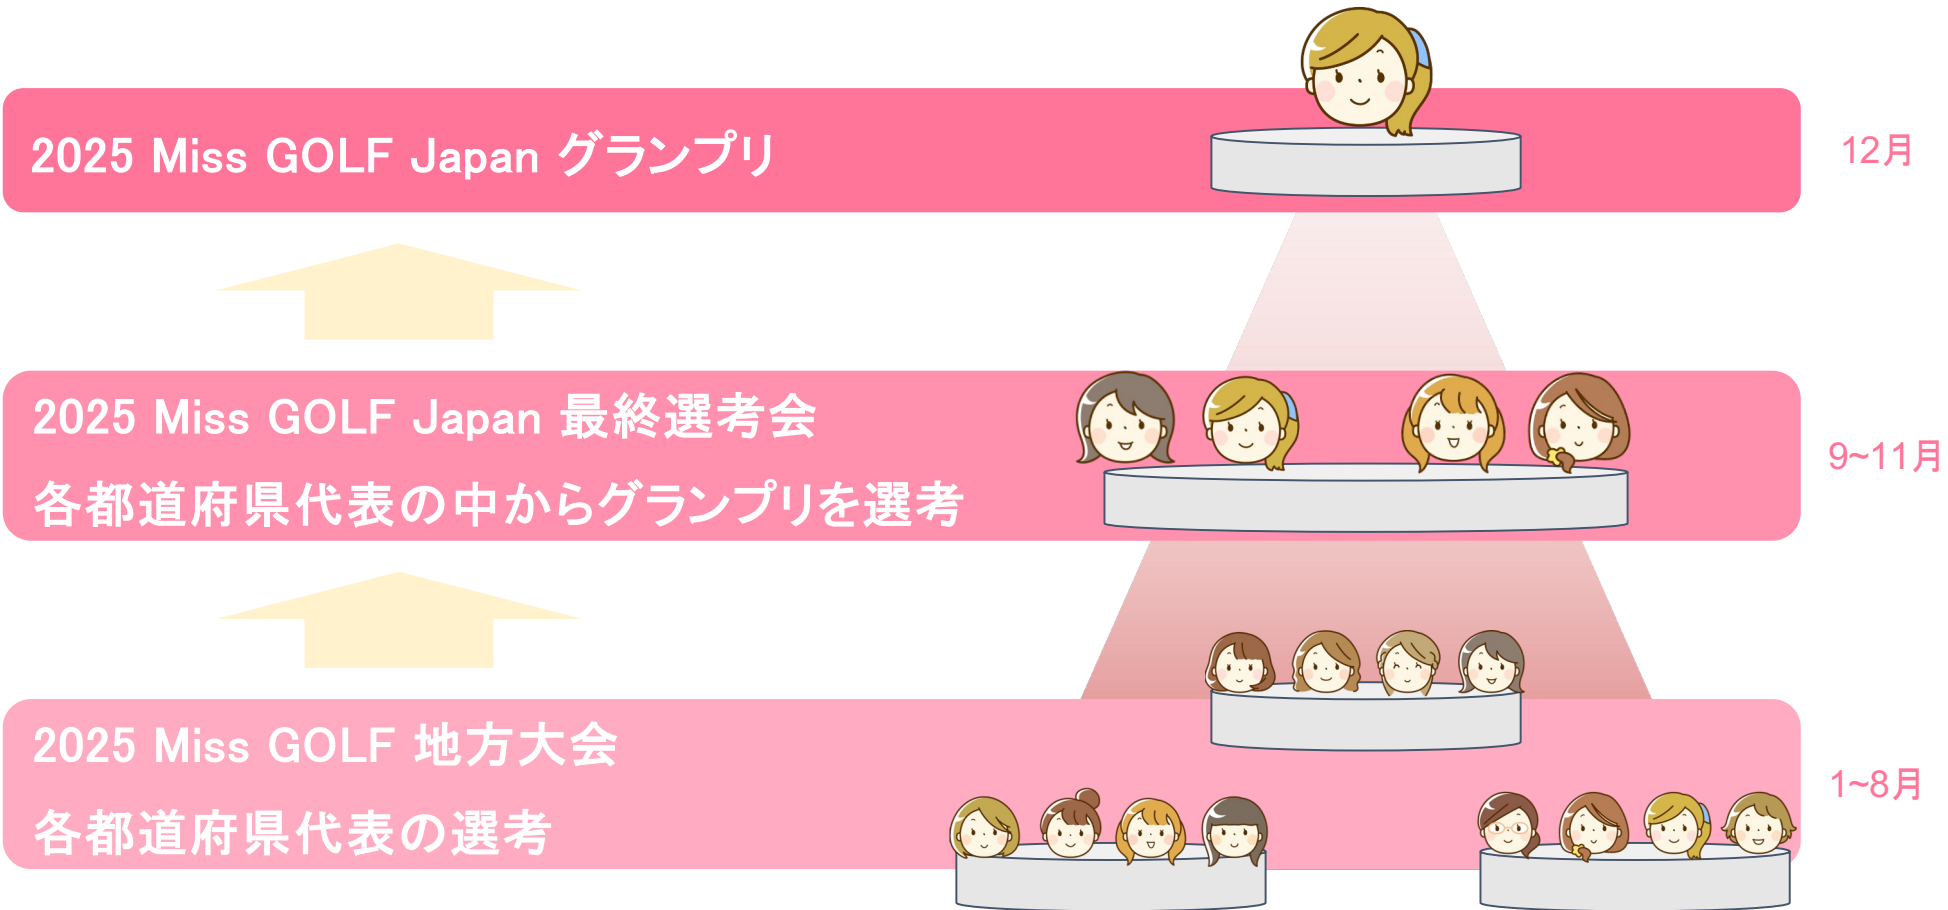 2025 Miss GOLF Japan グランプリ
12月
2025 Miss GOLF Japan 最終選考会
各都道府県代表の中からグランプリを選考
9~11月
2025 Miss GOLF 地方大会
各都道府県代表の選考
1~8月